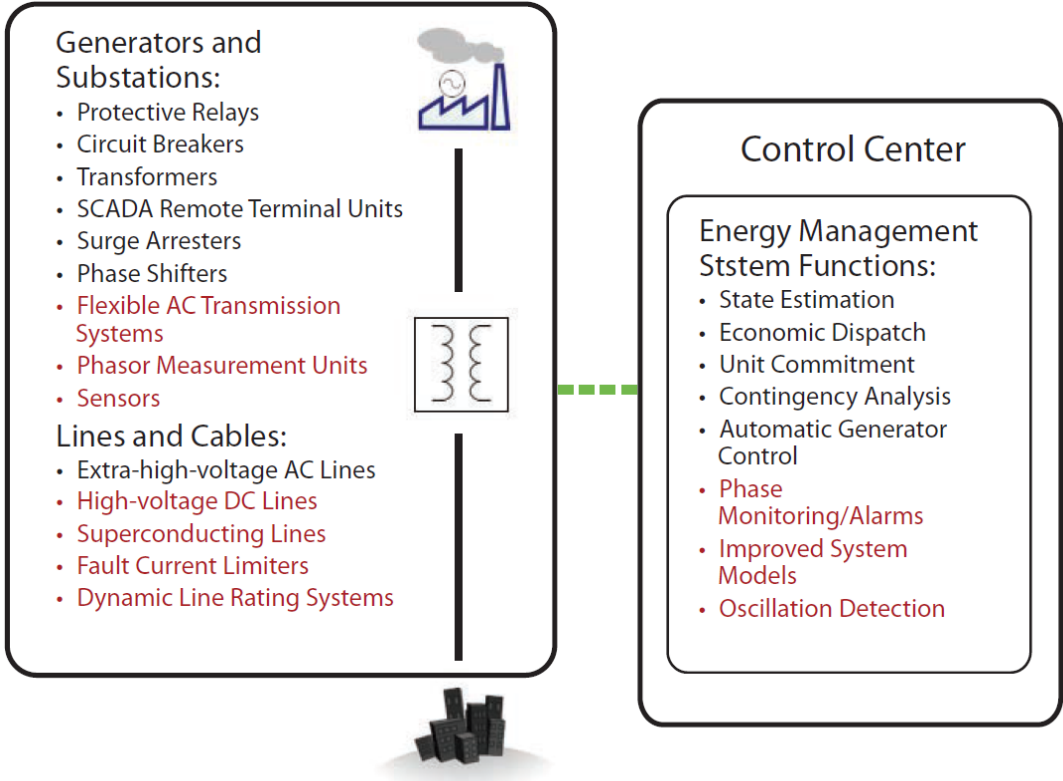 Generators and
Substations:
• Protective Relays
• Circuit Breakers
• Transformers
• SCADA Remote Terminal Units
• Surge Arresters
• Phase Shifters
• Flexible AC Transmission
Systems
• Phasor Measurement Units
• Sensors
Lines and Cables:
• Extra-high-voltage AC Lines
• High-voltage DC Lines
• Superconducting Lines
• Fault Current Limiters
• Dynamic Line Rating Systems
Control Center
Energy Management
Ststem Functions:
• State Estimation
• Economic Dispatch
• Unit Commitment
• Contingency Analysis
• Automatic Generator
Control
• Phase
Monitoring/Alarms
• Improved System
Models
• Oscillation Detection